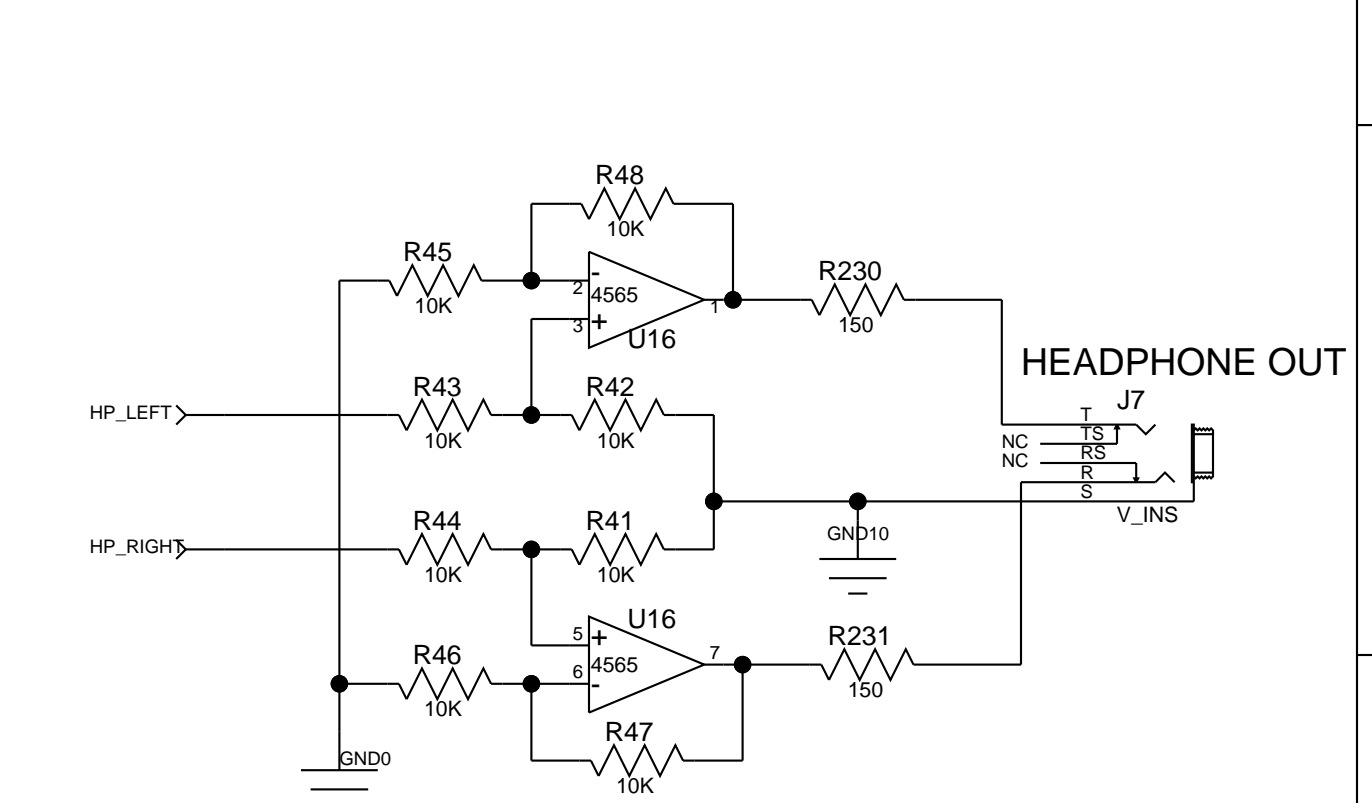 R48
10K
R45
10K
-
2
4565
1
3
+
U16
R230
150
HEADPHONE OUT
J7
HP_LEFT
R43
10K
R42
10K
T
NC
TS
NC
RS
R
S
V_INS
HP_RIGHT
R44
10K
R41
10K
GND10
U16
5
+
4565
7
6
-
R231
150
R46
10K
R47
10K
GND0